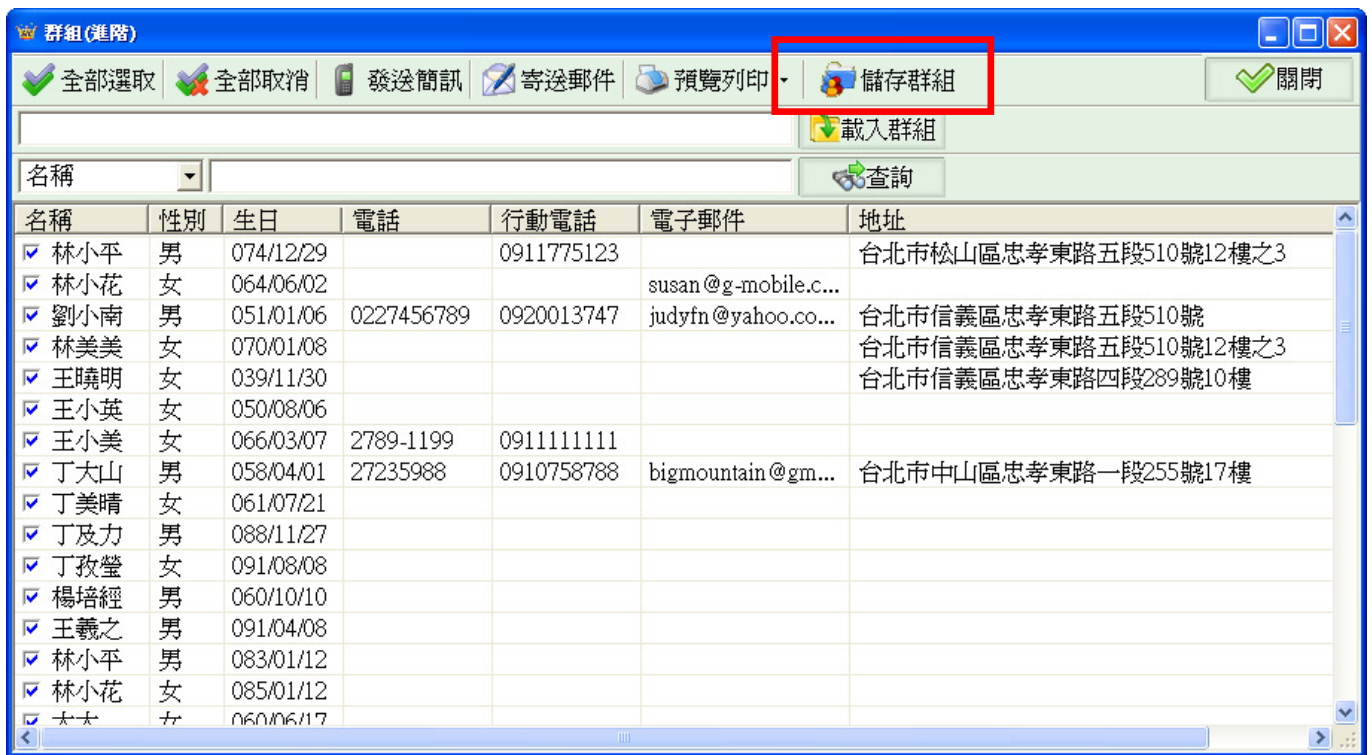 群組(進階)
全部選取 全部取消 發送簡訊 寄送郵件 預覽列印 儲存群組 關閉
載入群組
名稱 查詢
名稱 性別 生日 電話 行動電話 電子郵件 地址
林小平 男 074/12/29 0911775123 台北市松山區忠孝東路五段510號12樓之3
林小花 女 064/06/02 susan@g-mobile.c...
劉小南 男 051/01/06 0227456789 0920013747 judyfn@yahoo.co... 台北市信義區忠孝東路五段510號
林美美 女 070/01/08 台北市信義區忠孝東路五段510號12樓之3
王曉明 女 039/11/30 台北市信義區忠孝東路四段289號10樓
王小英 女 050/08/06
王小美 女 066/03/07 2789-1199 0911111111
丁大山 男 058/04/01 27235988 0910758788 bigmountain@gm... 台北市中山區忠孝東路一段255號17樓
丁美晴 女 061/07/21
丁及力 男 088/11/27
丁孜瑩 女 091/08/08
楊培經 男 060/10/10
王羲之 男 091/04/08
林小平 男 083/01/12
林小花 女 085/01/12
女 060/06/17